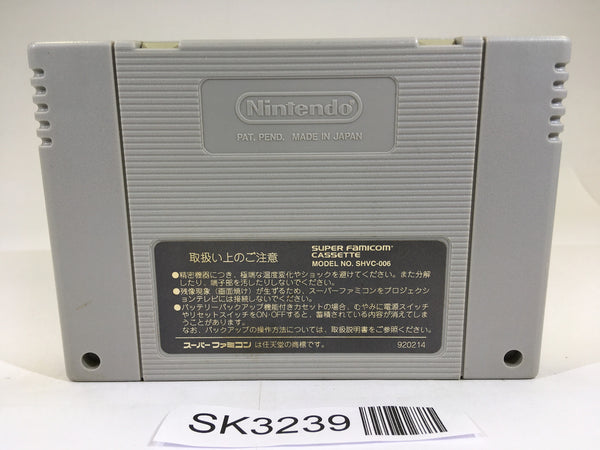 Nintendo
PAT. PEND. MADE IN JAPAN
取扱い上のご注意
SUPER FAMICOM
CASSETTE
MODEL NO. SHVC-006
●精密機器につき、極端な温度変化やショックを避けてください。また分解
したり、端子部を汚したりしないでください。
●残像現象（画面焼け）が生ずるため、スーパーファミコンをプロジェクショ
ンテレビには接続しないでください。
●バッテリーバックアップ機能付きカセットの場合、むやみに電源スイッチ
やリセットスイッチをON・OFFすると、蓄積されている内容が消えてしま
うことがあります。
なお、バックアップの操作方法については、取扱説明書をご参照ください。
スーパーファミコン は任天堂の商標です。
920214
SK3239